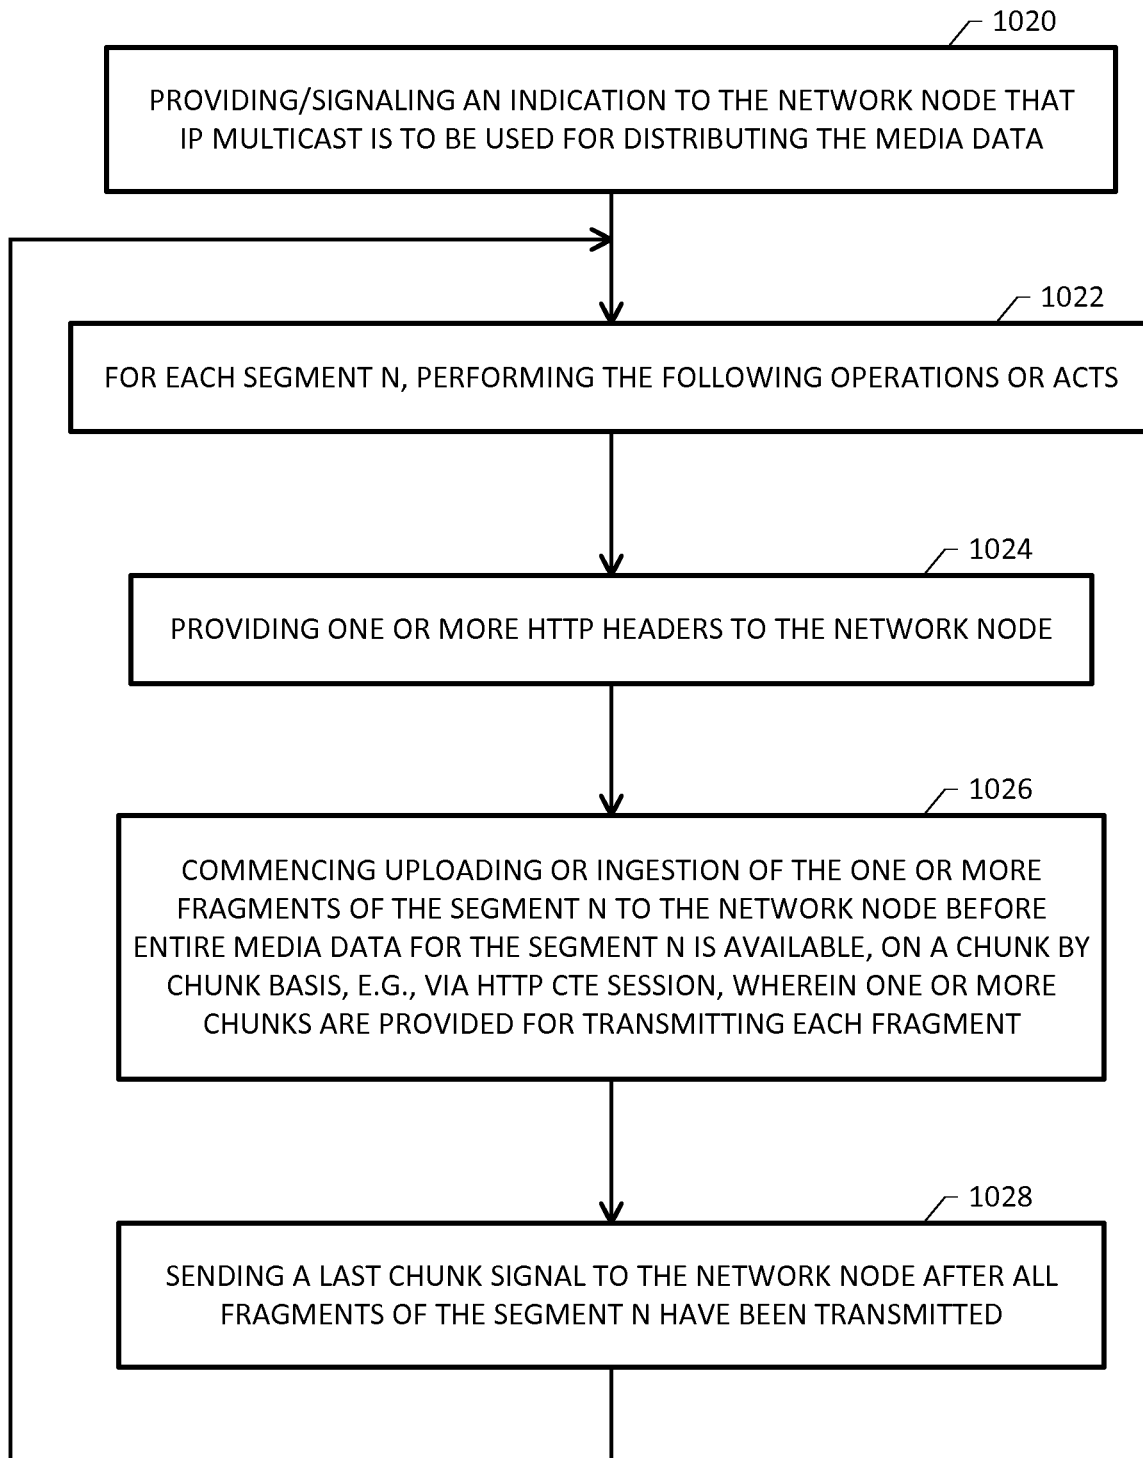 1020
PROVIDING/SIGNALING AN INDICATION TO THE NETWORK NODE THAT
IP MULTICAST IS TO BE USED FOR DISTRIBUTING THE MEDIA DATA
1022
FOR EACH SEGMENT N, PERFORMING THE FOLLOWING OPERATIONS OR ACTS
1024
PROVIDING ONE OR MORE HTTP HEADERS TO THE NETWORK NODE
1026
COMMENCING UPLOADING OR INGESTION OF THE ONE OR MORE
FRAGMENTS OF THE SEGMENT N TO THE NETWORK NODE BEFORE
ENTIRE MEDIA DATA FOR THE SEGMENT N IS AVAILABLE, ON A CHUNK BY
CHUNK BASIS, E.G., VIA HTTP CTE SESSION, WHEREIN ONE OR MORE
CHUNKS ARE PROVIDED FOR TRANSMITTING EACH FRAGMENT
1028
SENDING A LAST CHUNK SIGNAL TO THE NETWORK NODE AFTER ALL
FRAGMENTS OF THE SEGMENT N HAVE BEEN TRANSMITTED